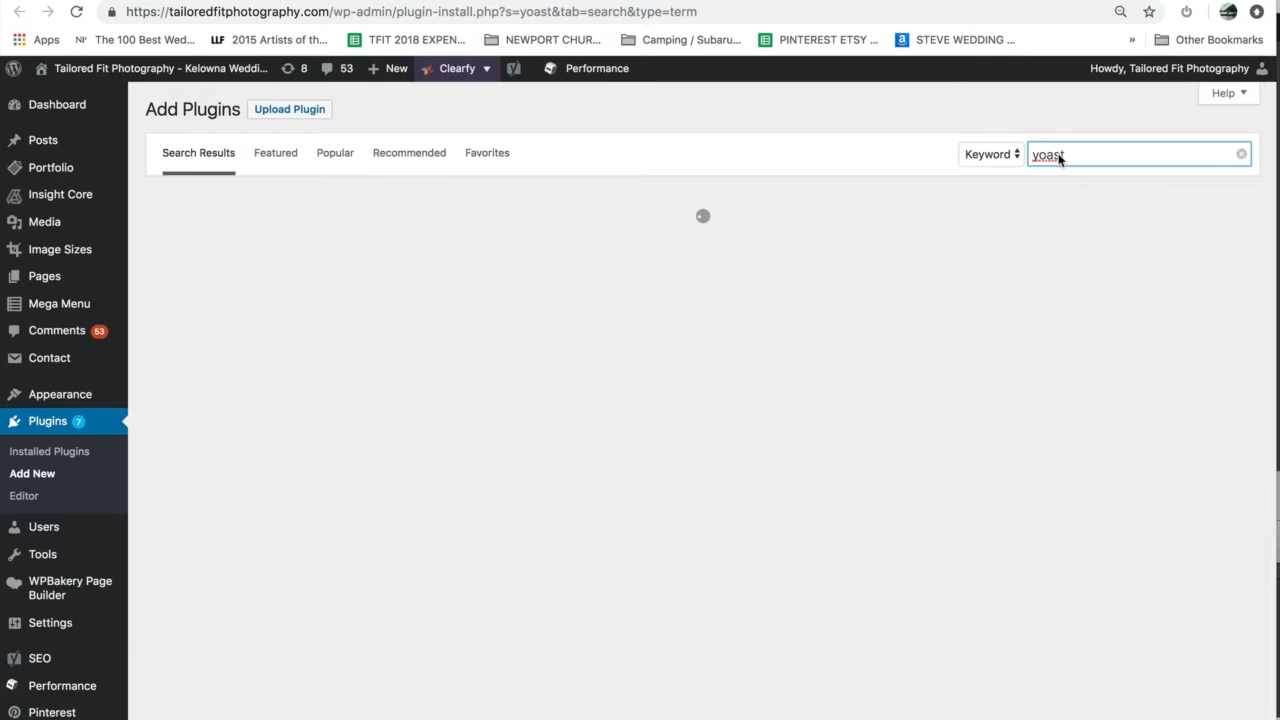 https://tailoredfitphotography.com/wp-admin/plugin-install.php?s=yoast&tab=search&type=term
Apps NP The 100 Best Wed... LLF 2015 Artists of th... TFIT 2018 EXPEN... NEWPORT CHUR... Camping / Subaru... PINTEREST ETSY ... a STEVE WEDDING ... » Other Bookmarks
Tailored Fit Photography - Kelowna Weddi... 8 53 New Clearfy Performance Howdy, Tailored Fit Photography
Dashboard
Posts
Portfolio
Insight Core
Media
Image Sizes
Pages
Mega Menu
Comments 53
Contact
Appearance
Plugins 7
Installed Plugins
Add New
Editor
Users
Tools
WPBakery Page
Builder
Settings
SEO
Performance
Pinterest
Help
Add Plugins Upload Plugin
Search Results Featured Popular Recommended Favorites Keyword yoast